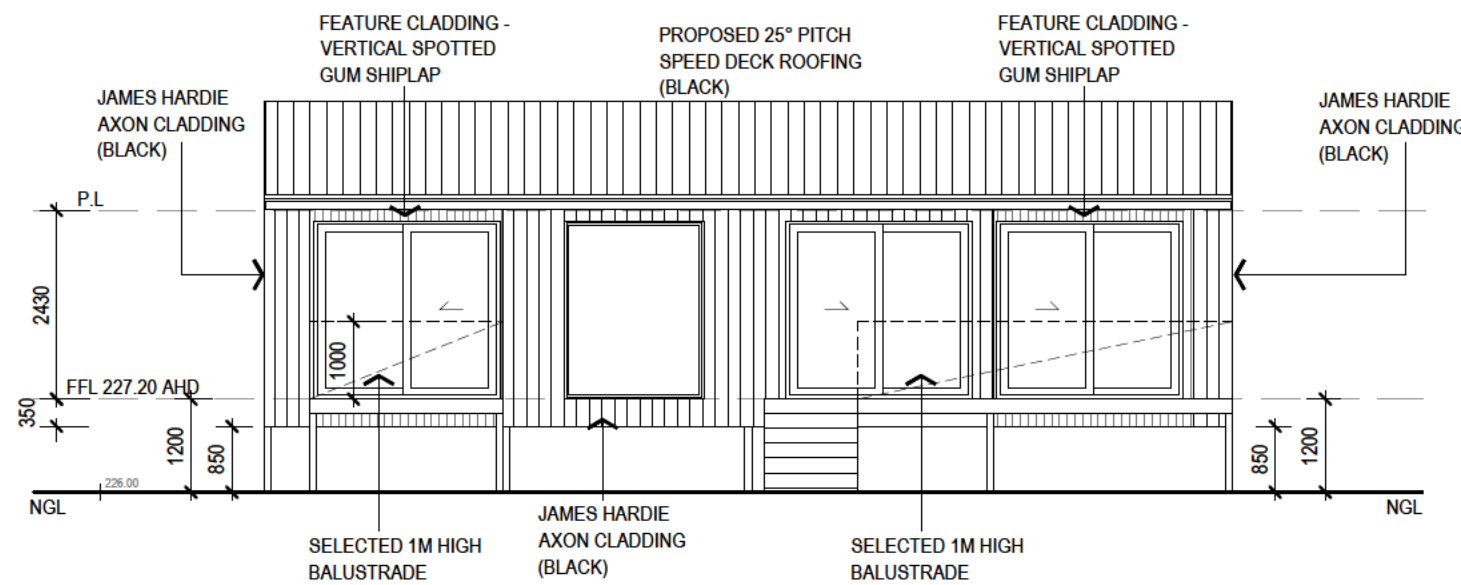 FEATURE CLADDING -
VERTICAL SPOTTED
GUM SHIPLAP
PROPOSED 25° PITCH
SPEED DECK ROOFING
(BLACK)
FEATURE CLADDING -
VERTICAL SPOTTED
GUM SHIPLAP
JAMES HARDIE
AXON CLADDING
(BLACK)
JAMES HARDIE
AXON CLADDING
(BLACK)
P.L
2430
1000
FFL 227.20 AHD
350
1200
850
850
1200
226.00
NGL
NGL
SELECTED 1M HIGH
BALUSTRADE
JAMES HARDIE
AXON CLADDING
(BLACK)
SELECTED 1M HIGH
BALUSTRADE